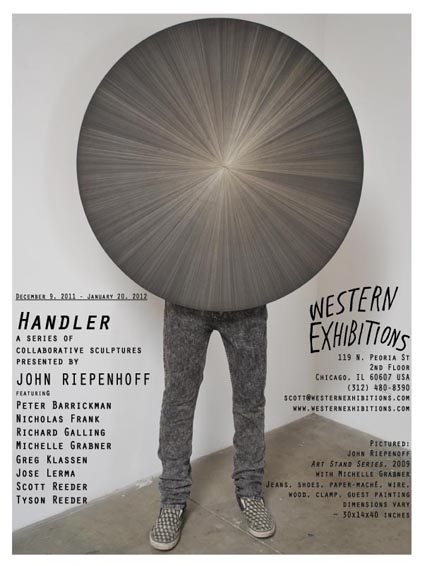 December 9, 2011 - January 20, 2012
Handler
a series of
collaborative sculptures
presented by
John Riepenhoff
featuring
Peter Barrickman
Nicholas Frank
Richard Galling
Michelle Grabner
Greg Klassen
Jose Lerma
Scott Reeder
Tyson Reeder
WESTERN
EXHIBITIONS
119 N. Peoria St
2nd Floor
Chicago, IL 60607 USA
(312) 480-8390
scott@westernexhibitions.com
www.westernexhibitions.com
Pictured:
John Riepenoff
Art Stand Series, 2009
with Michelle Grabner
Jeans, shoes, paper-maché, wire,
wood, clamp, guest painting
dimensions vary
~ 30x14x40 inches